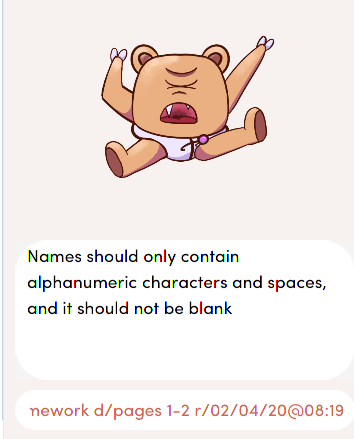 Names should only contain
alphanumeric characters and spaces,
and it should not be blank
mework d/pages 1-2 r/02/04/20@08:19